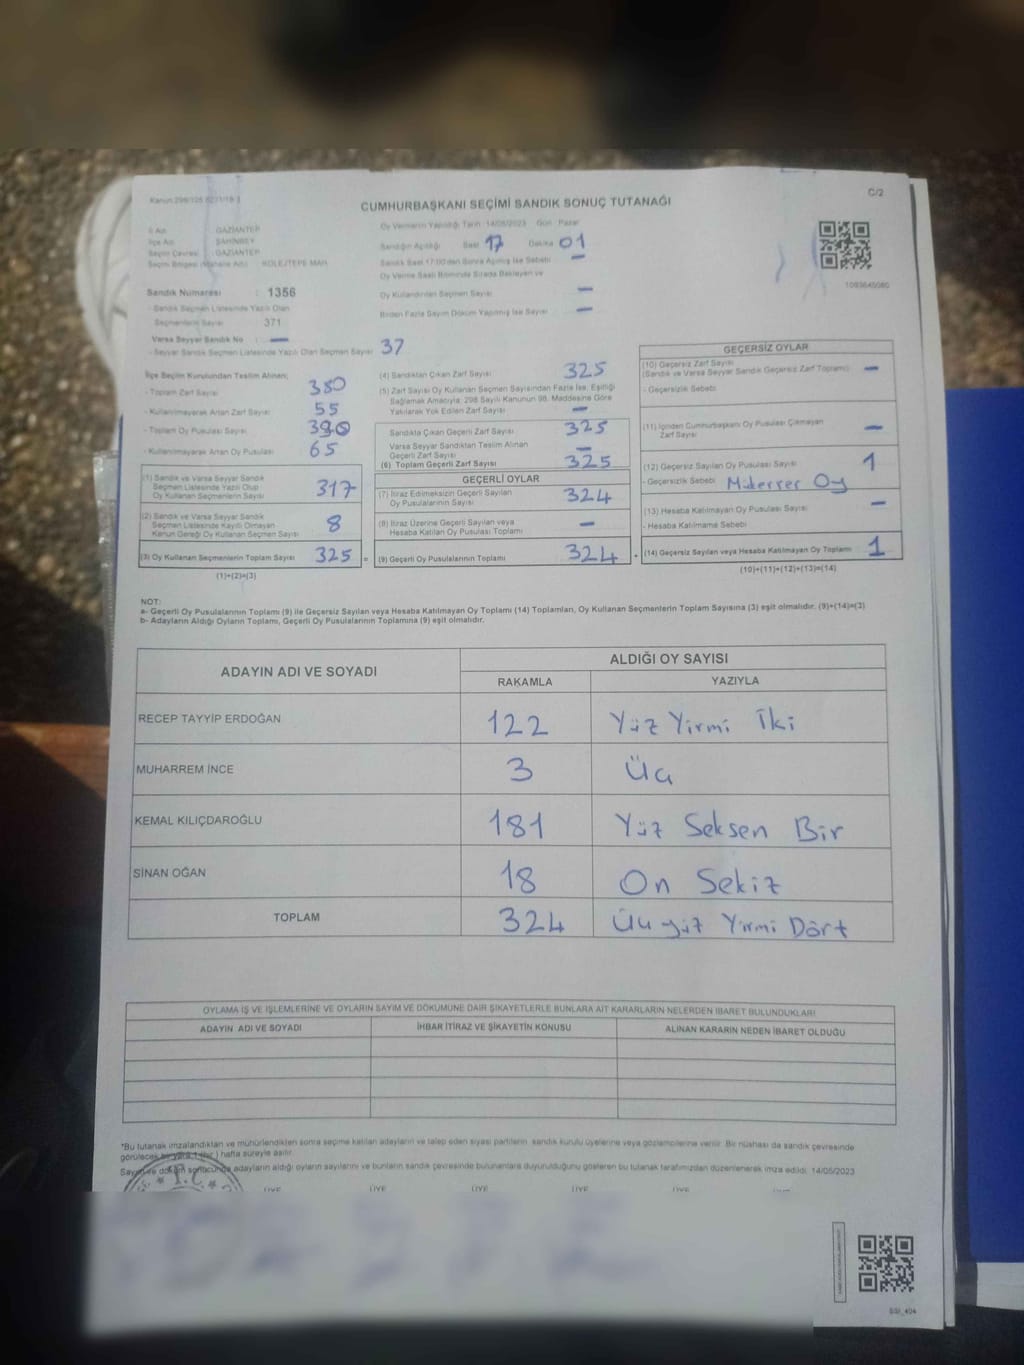 Kanun 298/105
C/2
CUMHURBAŞKANI SEÇİMİ SANDIK SONUÇ TUTANAĞI
İl Adı : GAZİANTEP
İlçe Adı : ŞAHİNBEY
Seçim Çevresi : GAZİANTEP
Seçim Bölgesi (Mahalle Adı) : KOLEJTEPE MAH.
Oy Vermenin Yapıldığı Tarih : 14/05/2023 Gün : Pazar
Sandığın Açıldığı Saat 17 Dakika 01
Sandık Saat 17:00'den Sonra Açılmış İse Sebebi —
Oy Verme Saati Bitiminde Sırada Bekleyen ve
Oy Kullandırılan Seçmen Sayısı —
Birden Fazla Sayım Döküm Yapılmış İse Sayısı —
1093645080
Sandık Numarası : 1356
- Sandık Seçmen Listesinde Yazılı Olan
Seçmenlerin Sayısı : 371
Varsa Seyyar Sandık No : —
- Seyyar Sandık Seçmen Listesinde Yazılı Olan Seçmen Sayısı 37
İlçe Seçim Kurulundan Teslim Alınan;
- Toplam Zarf Sayısı 380
- Kullanılmayarak Artan Zarf Sayısı 55
- Toplam Oy Pusulası Sayısı 390
- Kullanılmayarak Artan Oy Pusulası 65
(1) Sandık ve Varsa Seyyar Sandık
Seçmen Listesinde Yazılı Olup
Oy Kullanan Seçmenlerin Sayısı 317
(2) Sandık ve Varsa Seyyar Sandık
Seçmen Listesinde Kayıtlı Olmayan
Kanun Gereği Oy Kullanan Seçmen Sayısı 8
(3) Oy Kullanan Seçmenlerin Toplam Sayısı 325 =
(1)+(2)=(3)
(4) Sandıktan Çıkan Zarf Sayısı 325
(5) Zarf Sayısı Oy Kullanan Seçmen Sayısından Fazla İse, Eşitliği
Sağlamak Amacıyla; 298 Sayılı Kanunun 98. Maddesine Göre
Yakılarak Yok Edilen Zarf Sayısı —
Sandıkta Çıkan Geçerli Zarf Sayısı 325
Varsa Seyyar Sandıktan Teslim Alınan
Geçerli Zarf Sayısı —
(6) Toplam Geçerli Zarf Sayısı 325
GEÇERLİ OYLAR
(7) İtiraz Edilmeksizin Geçerli Sayılan
Oy Pusulalarının Sayısı 324
(8) İtiraz Üzerine Geçerli Sayılan veya
Hesaba Katılan Oy Pusulası Toplamı —
(9) Geçerli Oy Pusulalarının Toplamı 324 +
GEÇERSİZ OYLAR
(10) Geçersiz Zarf Sayısı
(Sandık ve Varsa Seyyar Sandık Geçersiz Zarf Toplamı) —
- Geçersizlik Sebebi
(11) İçinden Cumhurbaşkanı Oy Pusulası Çıkmayan
Zarf Sayısı —
(12) Geçersiz Sayılan Oy Pusulası Sayısı 1
- Geçersizlik Sebebi Mükerrer Oy
(13) Hesaba Katılmayan Oy Pusulası Sayısı —
- Hesaba Katılmama Sebebi
(14) Geçersiz Sayılan veya Hesaba Katılmayan Oy Toplamı 1
(10)+(11)+(12)+(13)=(14)
NOT:
a- Geçerli Oy Pusulalarının Toplamı (9) ile Geçersiz Sayılan veya Hesaba Katılmayan Oy Toplamı (14) Toplamları, Oy Kullanan Seçmenlerin Toplam Sayısına (3) eşit olmalıdır. (9)+(14)=(3)
b- Adayların Aldığı Oyların Toplamı, Geçerli Oy Pusulalarının Toplamına (9) eşit olmalıdır.
ADAYIN ADI VE SOYADI
ALDIĞI OY SAYISI
RAKAMLA YAZIYLA
RECEP TAYYİP ERDOĞAN 122 Yüz Yirmi İki
MUHARREM İNCE 3 Üç
KEMAL KILIÇDAROĞLU 181 Yüz Seksen Bir
SİNAN OĞAN 18 On Sekiz
TOPLAM 324 Üçyüz Yirmi Dört
OYLAMA İŞ VE İŞLEMLERİNE VE OYLARIN SAYIM VE DÖKÜMÜNE DAİR ŞİKAYETLERLE BUNLARA AİT KARARLARIN NELERDEN İBARET BULUNDUKLARI
ADAYIN ADI VE SOYADI İHBAR İTİRAZ VE ŞİKAYETİN KONUSU ALINAN KARARIN NEDEN İBARET OLDUĞU
*Bu tutanak imzalandıktan ve mühürlendikten sonra seçime katılan adayların ve talep eden siyasi partilerin sandık kurulu üyelerine veya gözlemcilerine verilir. Bir nüshası da sandık çevresinde
görülecek bir yere 1 (bir) hafta süreyle asılır.
Sayım ve döküm sonucunda adayların aldığı oyların sayılarını ve bunların sandık çevresinde bulunanlara duyurulduğunu gösteren bu tutanak tarafımızdan düzenlenerek imza edildi. 14/05/2023
T.C.
ÜYE ÜYE ÜYE ÜYE ÜYE